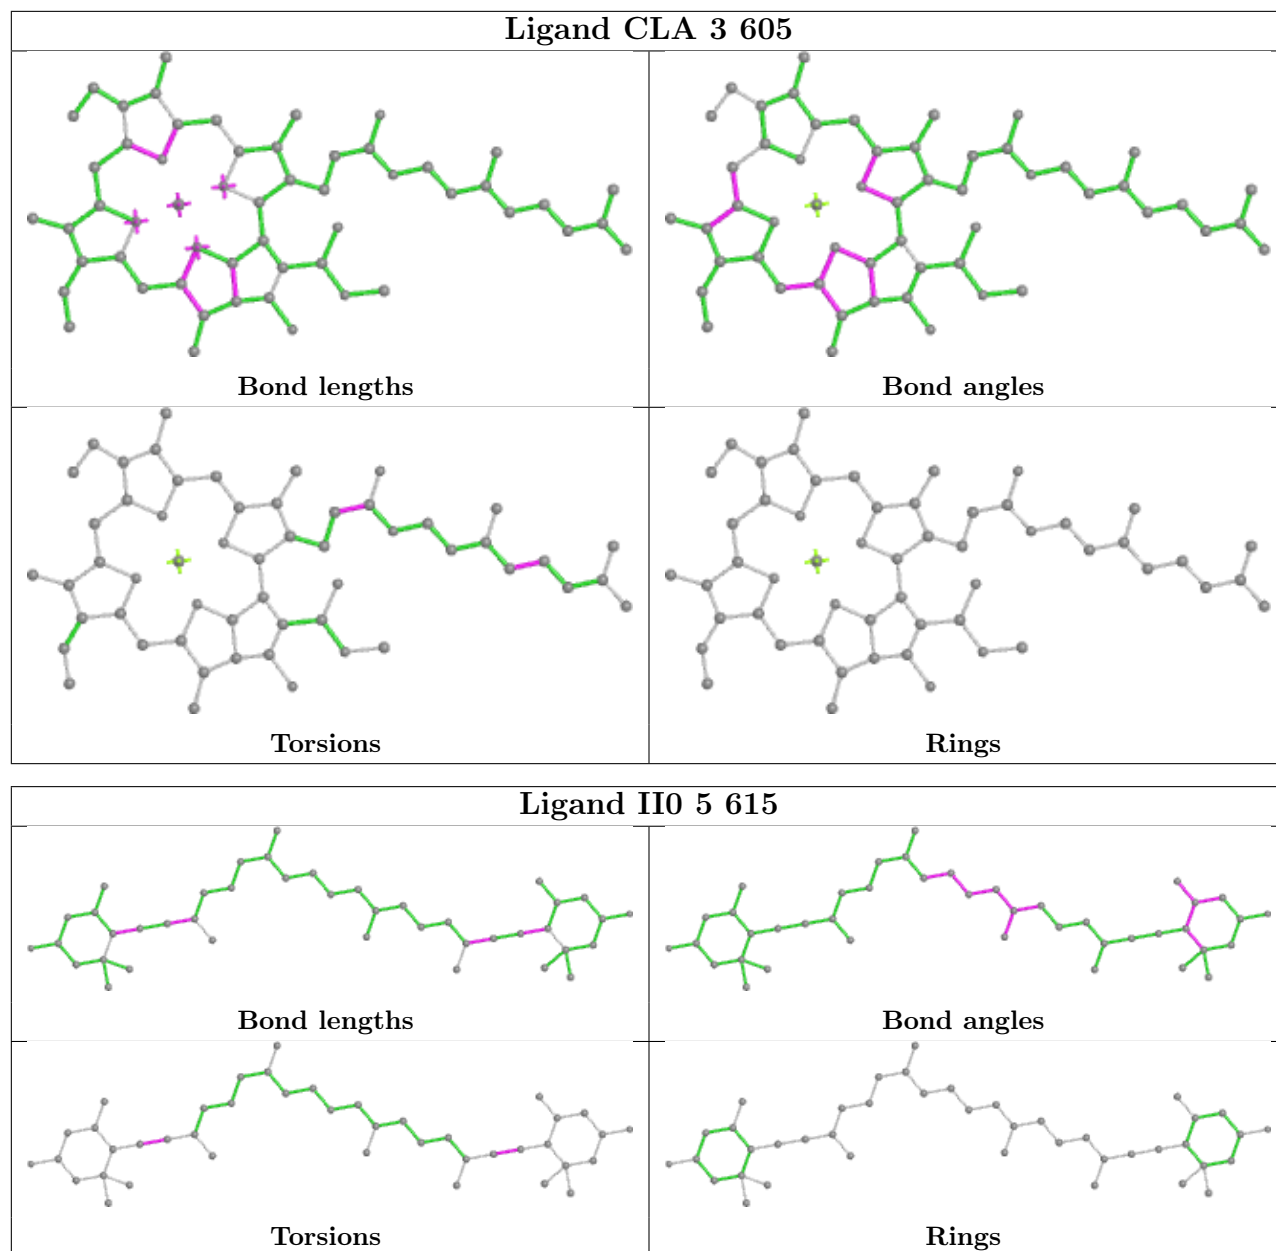 Ligand CLA 3 605
Bond lengths
Bond angles
Torsions
Rings
Ligand II0 5 615
Bond lengths
Bond angles
Torsions
Rings